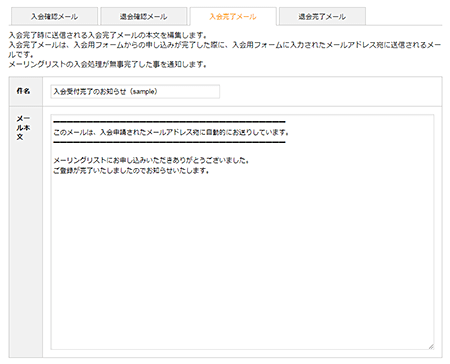 入会確認メール
退会確認メール
入会完了メール
退会完了メール
入会完了時に送信される入会完了メールの本文を編集します。
入会完了メールは、入会用フォームからの申し込みが完了した際に、入会用フォームに入力されたメールアドレス宛に送信されるメー
ルです。
メーリングリストの入会処理が無事完了した事を通知します。
件名
入会受付完了のお知らせ（sample）
メー
ル本
文
このメールは、入会申請されたメールアドレス宛に自動的にお送りしています。
メーリングリストにお申し込みいただきありがとうございました。
ご登録が完了いたしましたのでお知らせいたします。